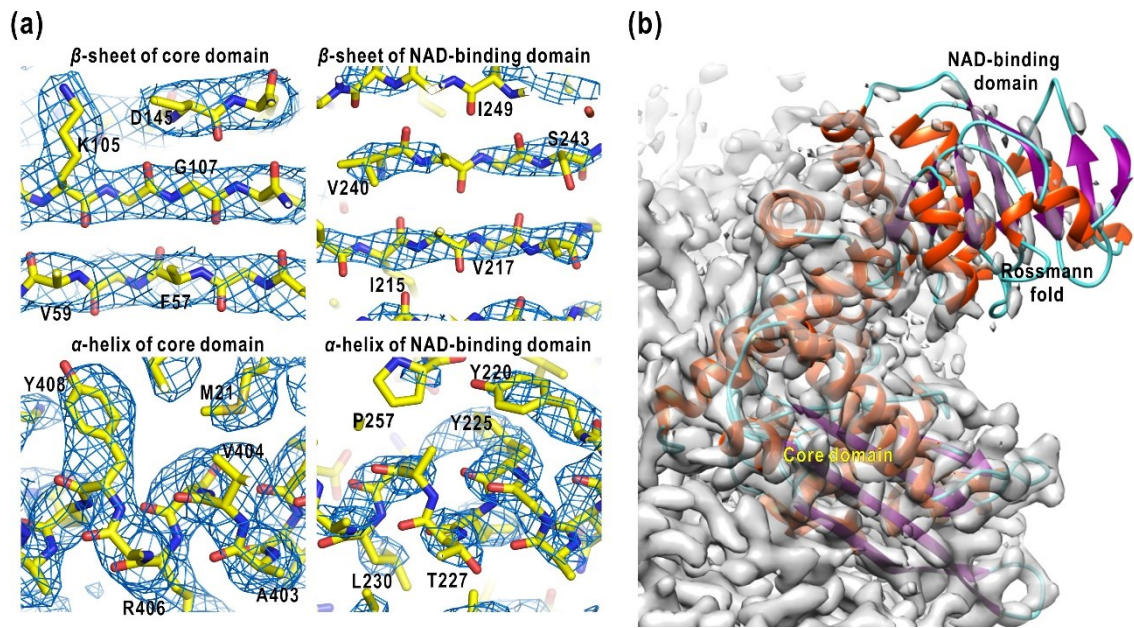 (a)
β-sheet of core domain
D145
K105
G107
V59
F57
β-sheet of NAD-binding domain
I249
S243
V240
V217
I215
α-helix of core domain
Y408
M21
V404
R406
A403
α-helix of NAD-binding domain
Y220
P257
Y225
L230
T227
(b)
NAD-binding
domain
Rossmann
fold
Core domain